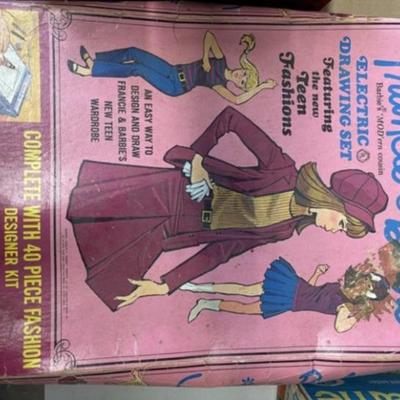 Barbie's 'MOD'ern cousin
ELECTRIC
DRAWING SET
Featuring
the new
Teen
Fashions
AN EASY WAY TO
DESIGN AND DRAW
FRANCIE & BARBIE'S
NEW TEEN
WARDROBE
COMPLETE WITH 40 PIECE FASHION
DESIGNER KIT